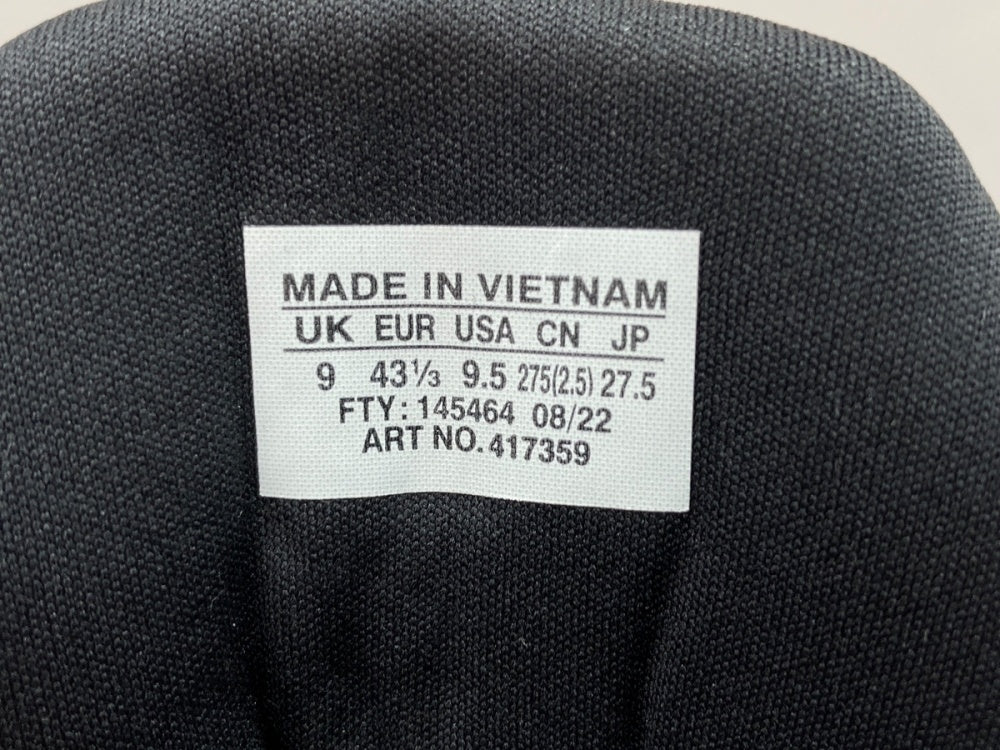 MADE IN VIETNAM
UK EUR USA CN JP
9 43⅓ 9.5 275(2.5) 27.5
FTY: 145464 08/22
ART NO. 417359